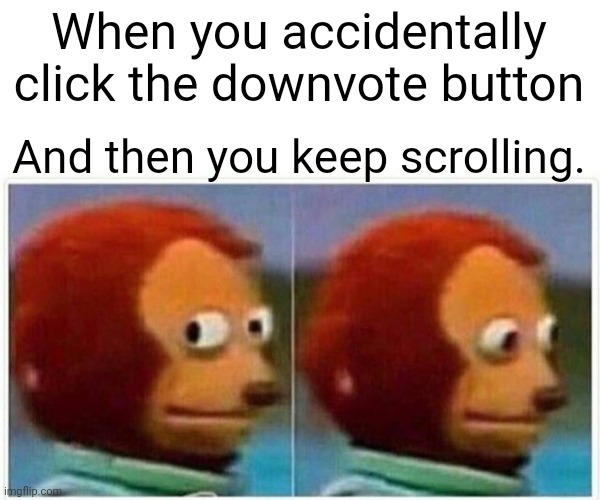 When you accidentally
click the downvote button
And then you keep scrolling.
imgflip.com